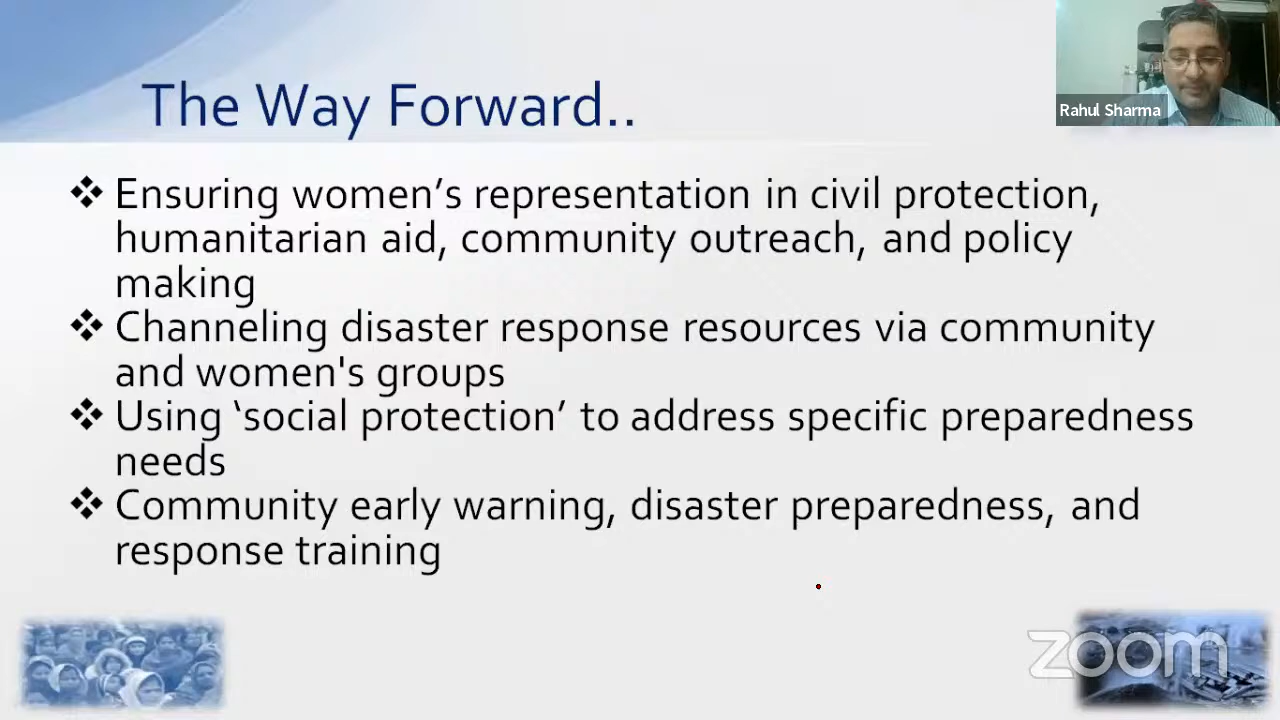 The Way Forward..
Rahul Sharma
❖ Ensuring women’s representation in civil protection,
humanitarian aid, community outreach, and policy
making
❖ Channeling disaster response resources via community
and women's groups
❖ Using ‘social protection’ to address specific preparedness
needs
❖ Community early warning, disaster preparedness, and
response training
zoom